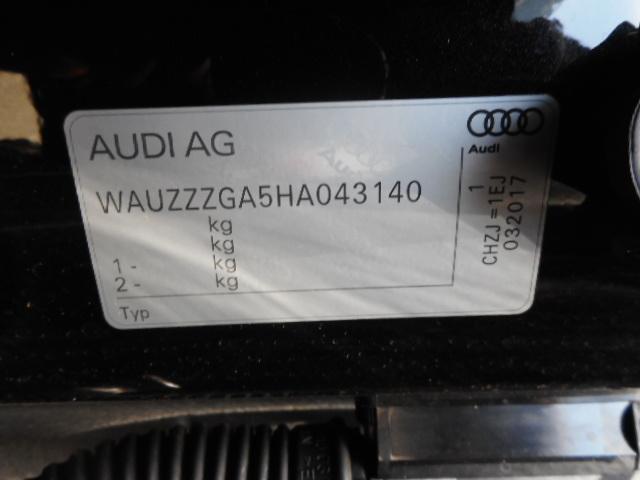 AUDI AG
Audi
WAUZZZGA5HA043140
kg
kg
1 - kg
2 - kg
Typ
1
CHZJ =1EJ
032017